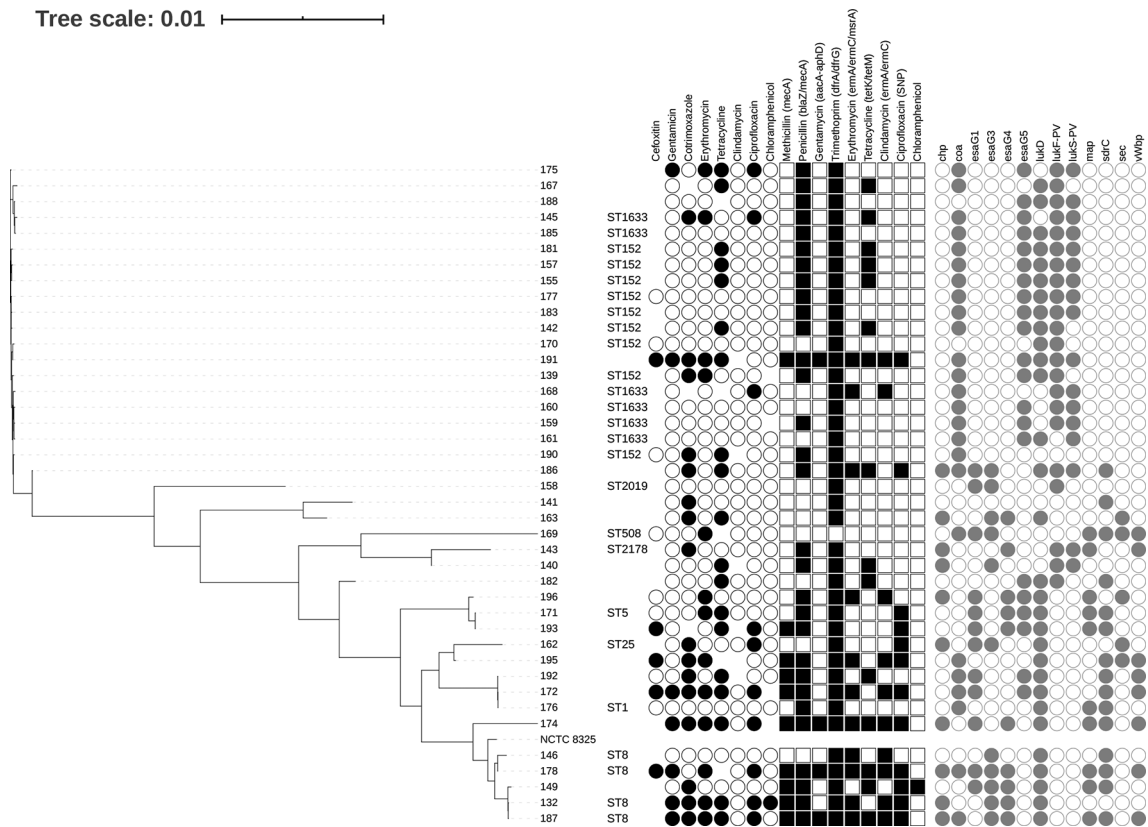 Tree scale: 0.01
Cefoxitin
Gentamicin
Cotrimoxazole
Erythromycin
Tetracycline
Clindamycin
Ciprofloxacin
Chloramphenicol
Methicillin (mecA)
Penicillin (blaZ/mecA)
Gentamycin (aacA-aphD)
Trimethoprim (dfrA/dfrG)
Erythromycin (ermA/ermC/msrA)
Tetracycline (tetK/tetM)
Clindamycin (ermA/ermC)
Ciprofloxacin (SNP)
Chloramphenicol
chp
coa
esaG1
esaG3
esaG4
esaG5
lukD
lukF-PV
lukS-PV
map
sdrC
sec
vWbp
175
167
188
145 ST1633
185 ST1633
181 ST152
157 ST152
155 ST152
177 ST152
183 ST152
142 ST152
170 ST152
191
139 ST152
168 ST1633
160 ST1633
159 ST1633
161 ST1633
190 ST152
186
158 ST2019
141
163
169 ST508
143 ST2178
140
182
196
171 ST5
193
162 ST25
195
192
172
176 ST1
174
NCTC 8325
146 ST8
178 ST8
149
132 ST8
187 ST8